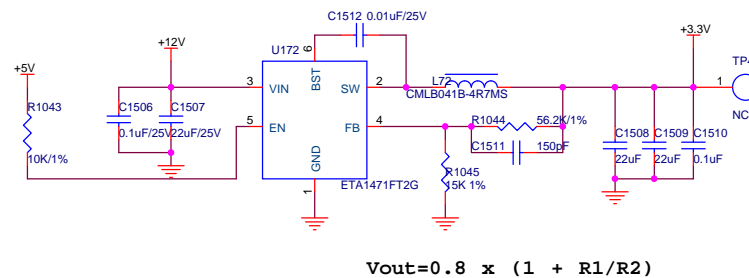 C1512 0.01uF/25V
+3.3V
+12V
U172
6
+5V
TP4
BST
3
VIN
SW
2
L72
1
CMLB041B-4R7MS
R1043
C1506
C1507
R1044
56.2K/1%
NC
0.1uF/25V
22uF/25V
5
EN
FB
4
C1511
150pF
C1508
C1509
C1510
10K/1%
GND
R1045
22uF
22uF
0.1uF
15K 1%
ETA1471FT2G
1
Vout=0.8 x (1 + R1/R2)